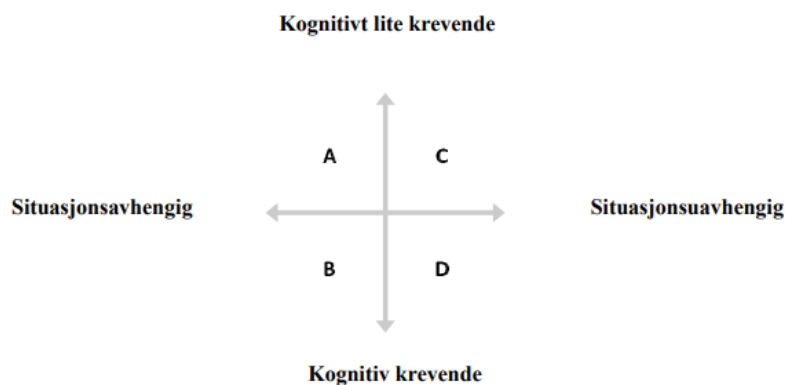 Kognitivt lite krevende
A
C
Situasjonsavhengig
Situasjonsuavhengig
B
D
Kognitiv krevende